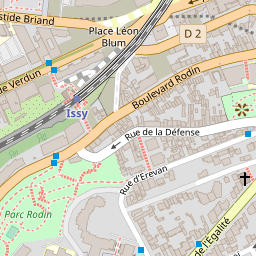 stide Briand
Place Léon
Blum
D 2
de Verdun
Boulevard Rodin
Issy
Rue de la Défense
Rue d'Erevan
Parc Rodin
de l'Égalité